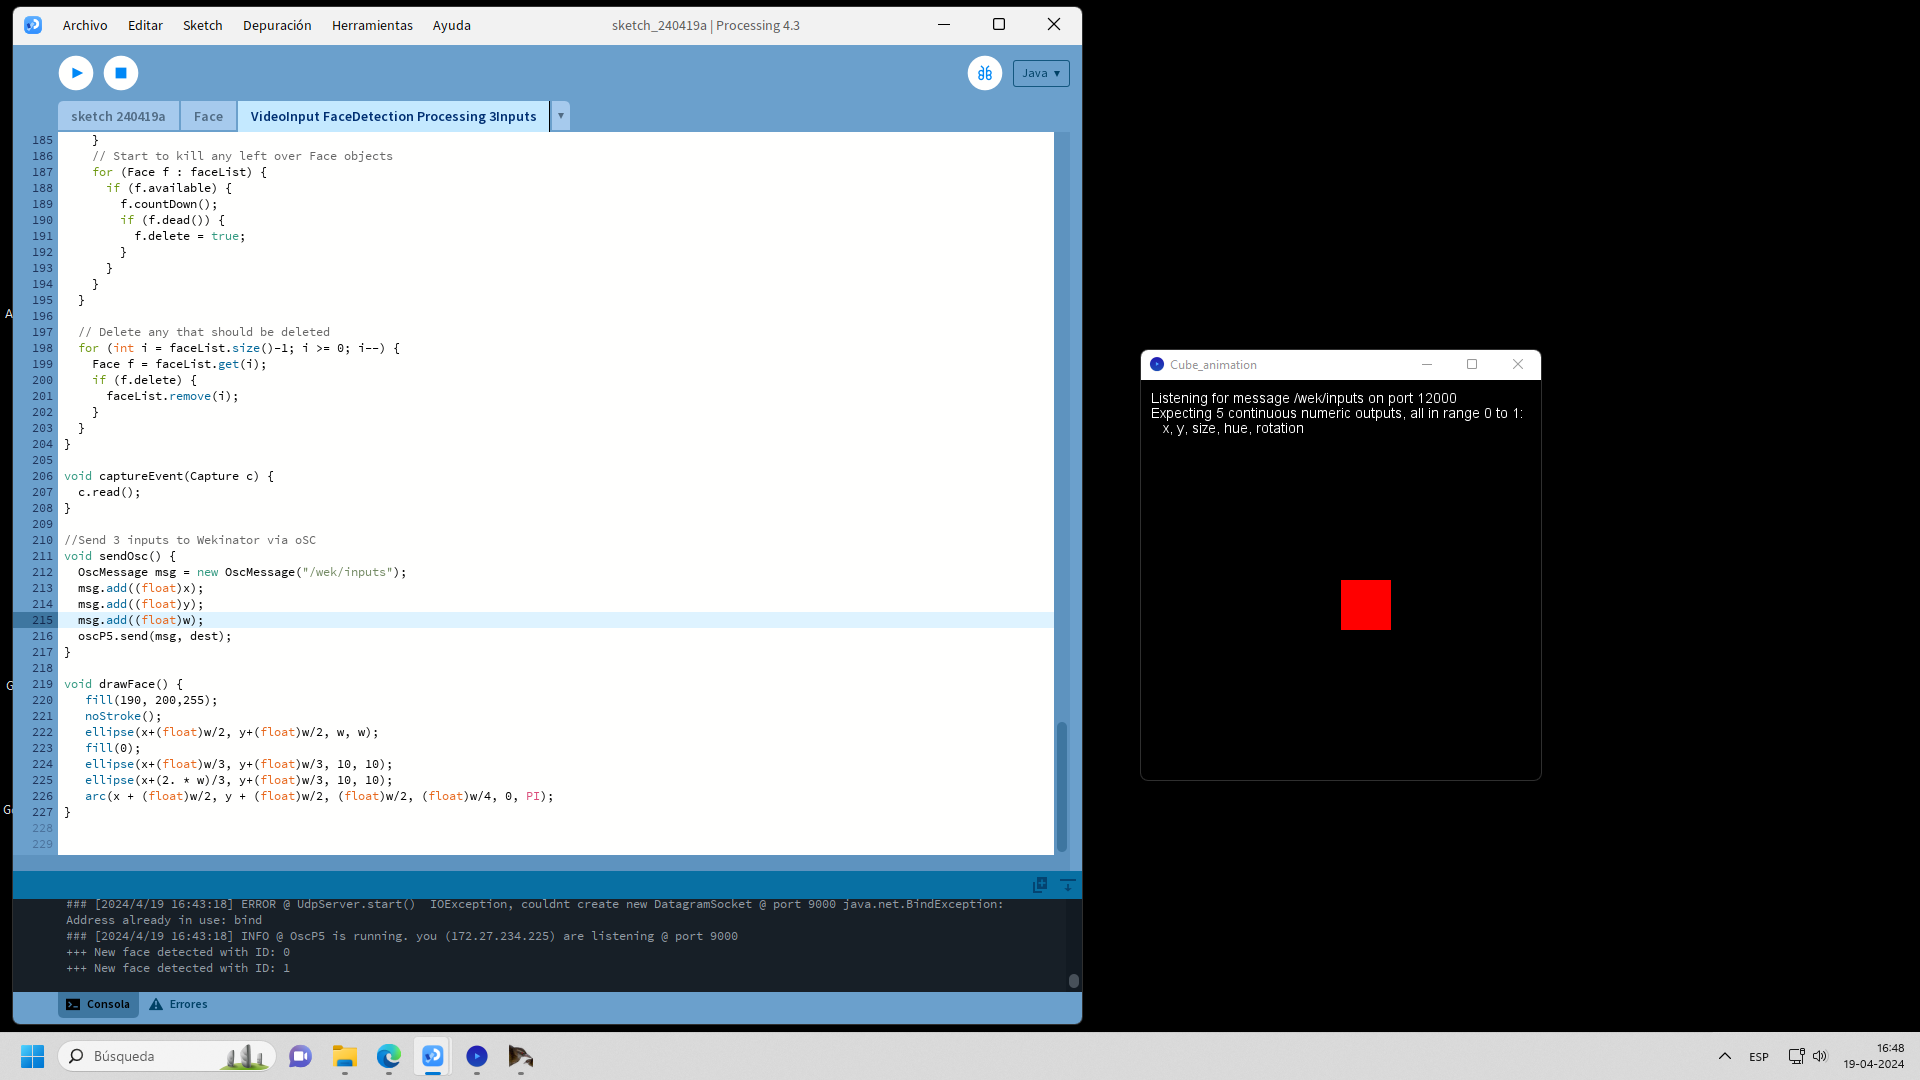 Archivo Editar Sketch Depuración Herramientas Ayuda
sketch_240419a | Processing 4.3
Java ▾
sketch 240419a Face VideoInput FaceDetection Processing 3Inputs ▾
185     }
186     // Start to kill any left over Face objects
187     for (Face f : faceList) {
188       if (f.available) {
189         f.countDown();
190         if (f.dead()) {
191           f.delete = true;
192         }
193       }
194     }
195   }
196
197   // Delete any that should be deleted
198   for (int i = faceList.size()-1; i >= 0; i--) {
199     Face f = faceList.get(i);
200     if (f.delete) {
201       faceList.remove(i);
202     }
203   }
204 }
205
206 void captureEvent(Capture c) {
207   c.read();
208 }
209
210 //Send 3 inputs to Wekinator via oSC
211 void sendOsc() {
212   OscMessage msg = new OscMessage("/wek/inputs");
213   msg.add((float)x);
214   msg.add((float)y);
215   msg.add((float)w);
216   oscP5.send(msg, dest);
217 }
218
219 void drawFace() {
220    fill(190, 200,255);
221    noStroke();
222    ellipse(x+(float)w/2, y+(float)w/2, w, w);
223    fill(0);
224    ellipse(x+(float)w/3, y+(float)w/3, 10, 10);
225    ellipse(x+(2. * w)/3, y+(float)w/3, 10, 10);
226    arc(x + (float)w/2, y + (float)w/2, (float)w/2, (float)w/4, 0, PI);
227 }
228
229
### [2024/4/19 16:43:18] ERROR @ UdpServer.start()  IOException, couldnt create new DatagramSocket @ port 9000 java.net.BindException:
Address already in use: bind
### [2024/4/19 16:43:18] INFO @ OscP5 is running. you (172.27.234.225) are listening @ port 9000
+++ New face detected with ID: 0
+++ New face detected with ID: 1
Consola Errores
Cube_animation
Listening for message /wek/inputs on port 12000
Expecting 5 continuous numeric outputs, all in range 0 to 1:
x, y, size, hue, rotation
A
G
G
Búsqueda
ESP
16:48
19-04-2024